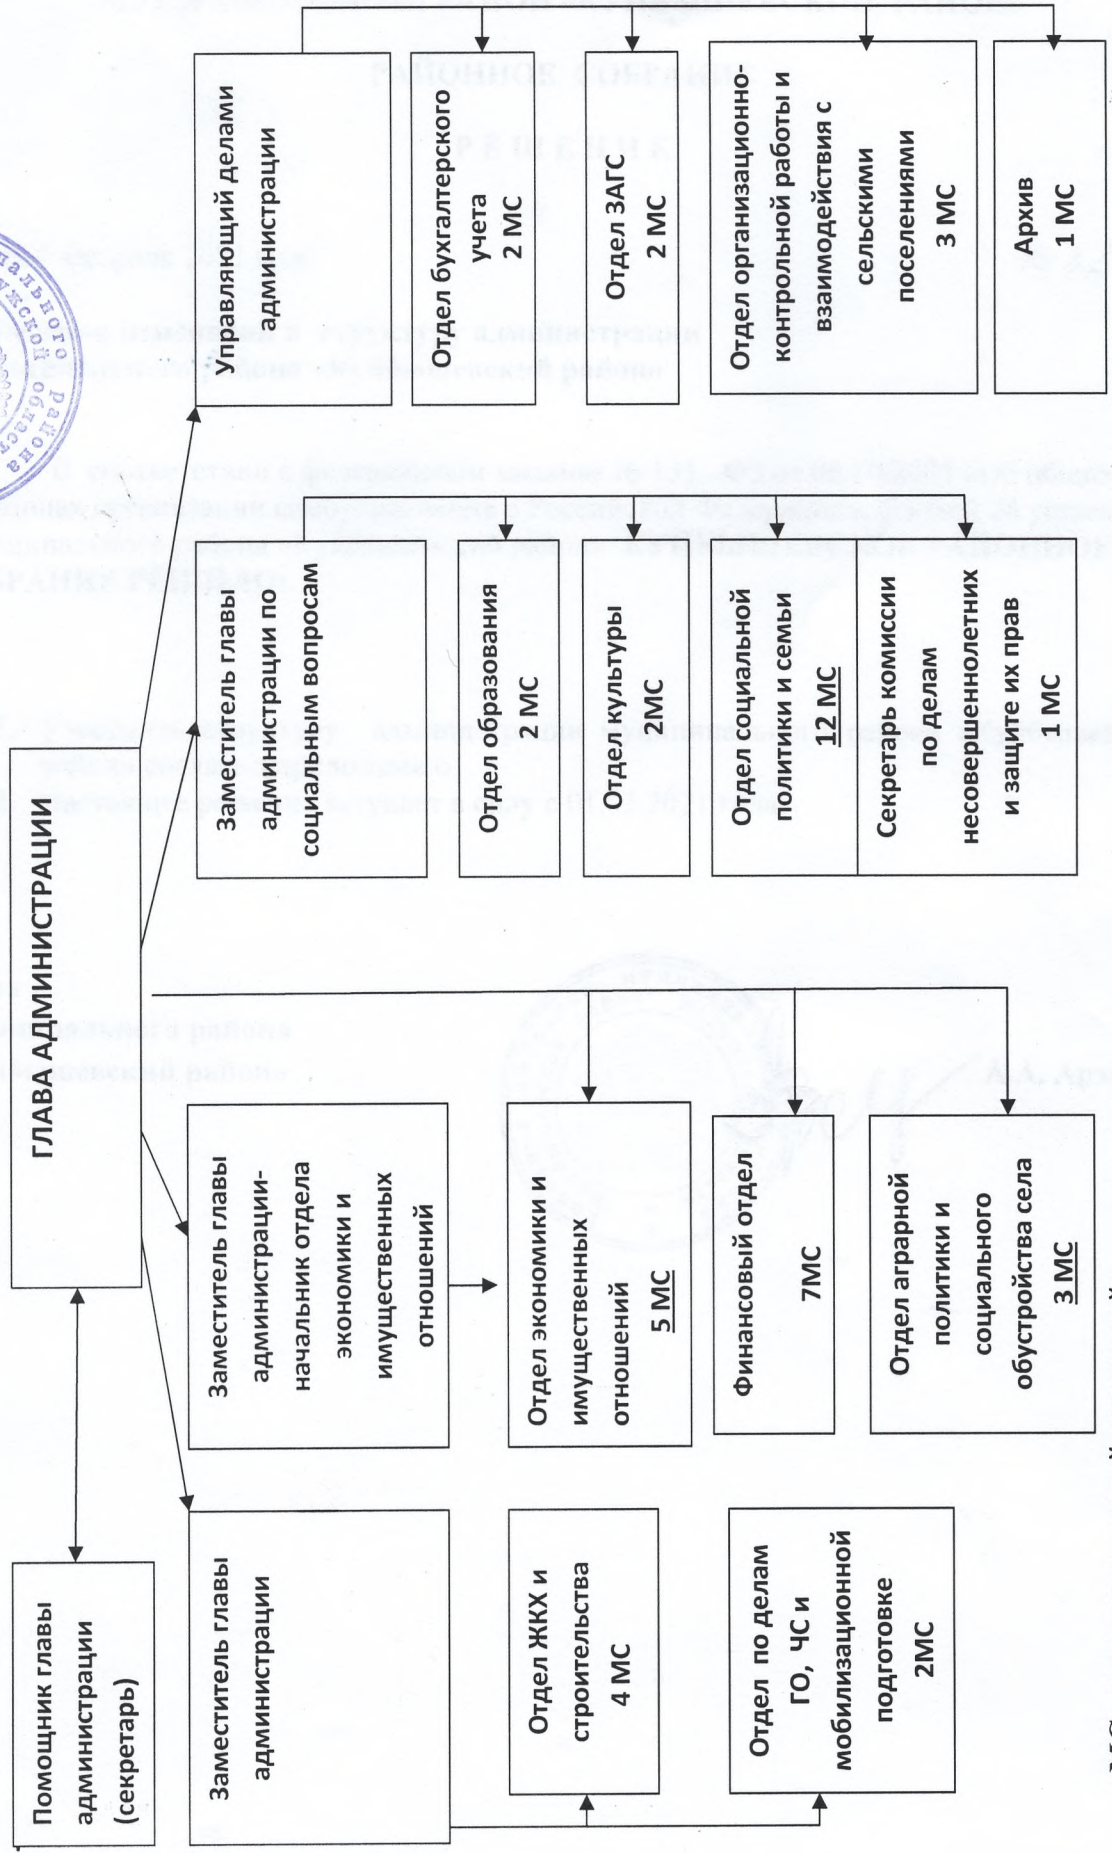 ГЛАВА АДМИНИСТРАЦИИ
Помощник главы
администрации
(секретарь)
Заместитель главы
администрации
Отдел ЖКХ и
строительства
4 МС
Отдел по делам
ГО, ЧС и
мобилизационной
подготовке
2МС
Заместитель главы
администрации-
начальник отдела
экономики и
имущественных
отношений
Отдел экономики и
имущественных
отношений
5 МС
Финансовый отдел
7МС
Отдел аграрной
политики и
социального
обустройства села
3 МС
Заместитель главы
администрации по
социальным вопросам
Отдел образования
2 МС
Отдел культуры
2МС
Отдел социальной
политики и семьи
12 МС
Секретарь комиссии
по делам
несовершеннолетних
и защите их прав
1 МС
Управляющий делами
администрации
Отдел бухгалтерского
учета
2 МС
Отдел ЗАГС
2 МС
Отдел организационно-
контрольной работы и
взаимодействия с
сельскими
поселениями
3 МС
Архив
1 МС
района